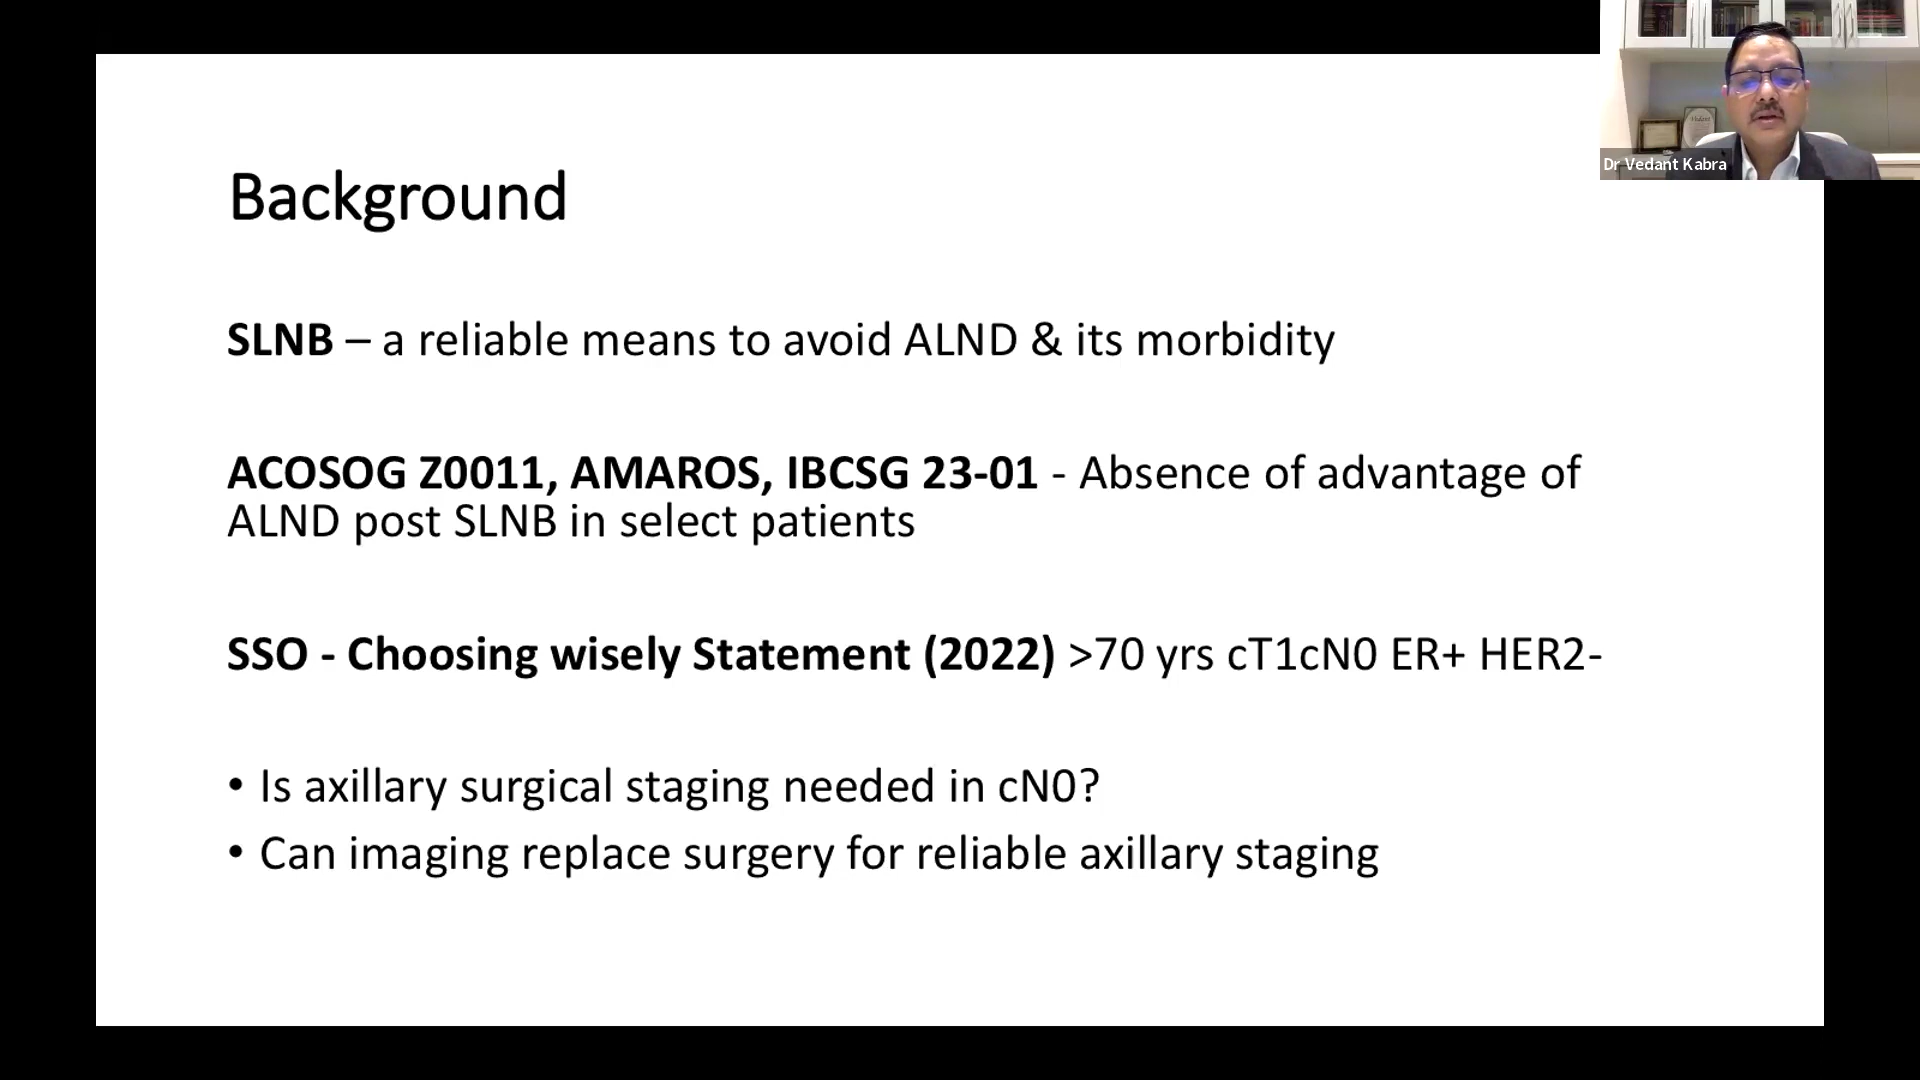 Dr Vedant Kabra
Background
SLNB – a reliable means to avoid ALND & its morbidity
ACOSOG Z0011, AMAROS, IBCSG 23-01 - Absence of advantage of
ALND post SLNB in select patients
SSO - Choosing wisely Statement (2022) >70 yrs cT1cN0 ER+ HER2-
• Is axillary surgical staging needed in cN0?
• Can imaging replace surgery for reliable axillary staging